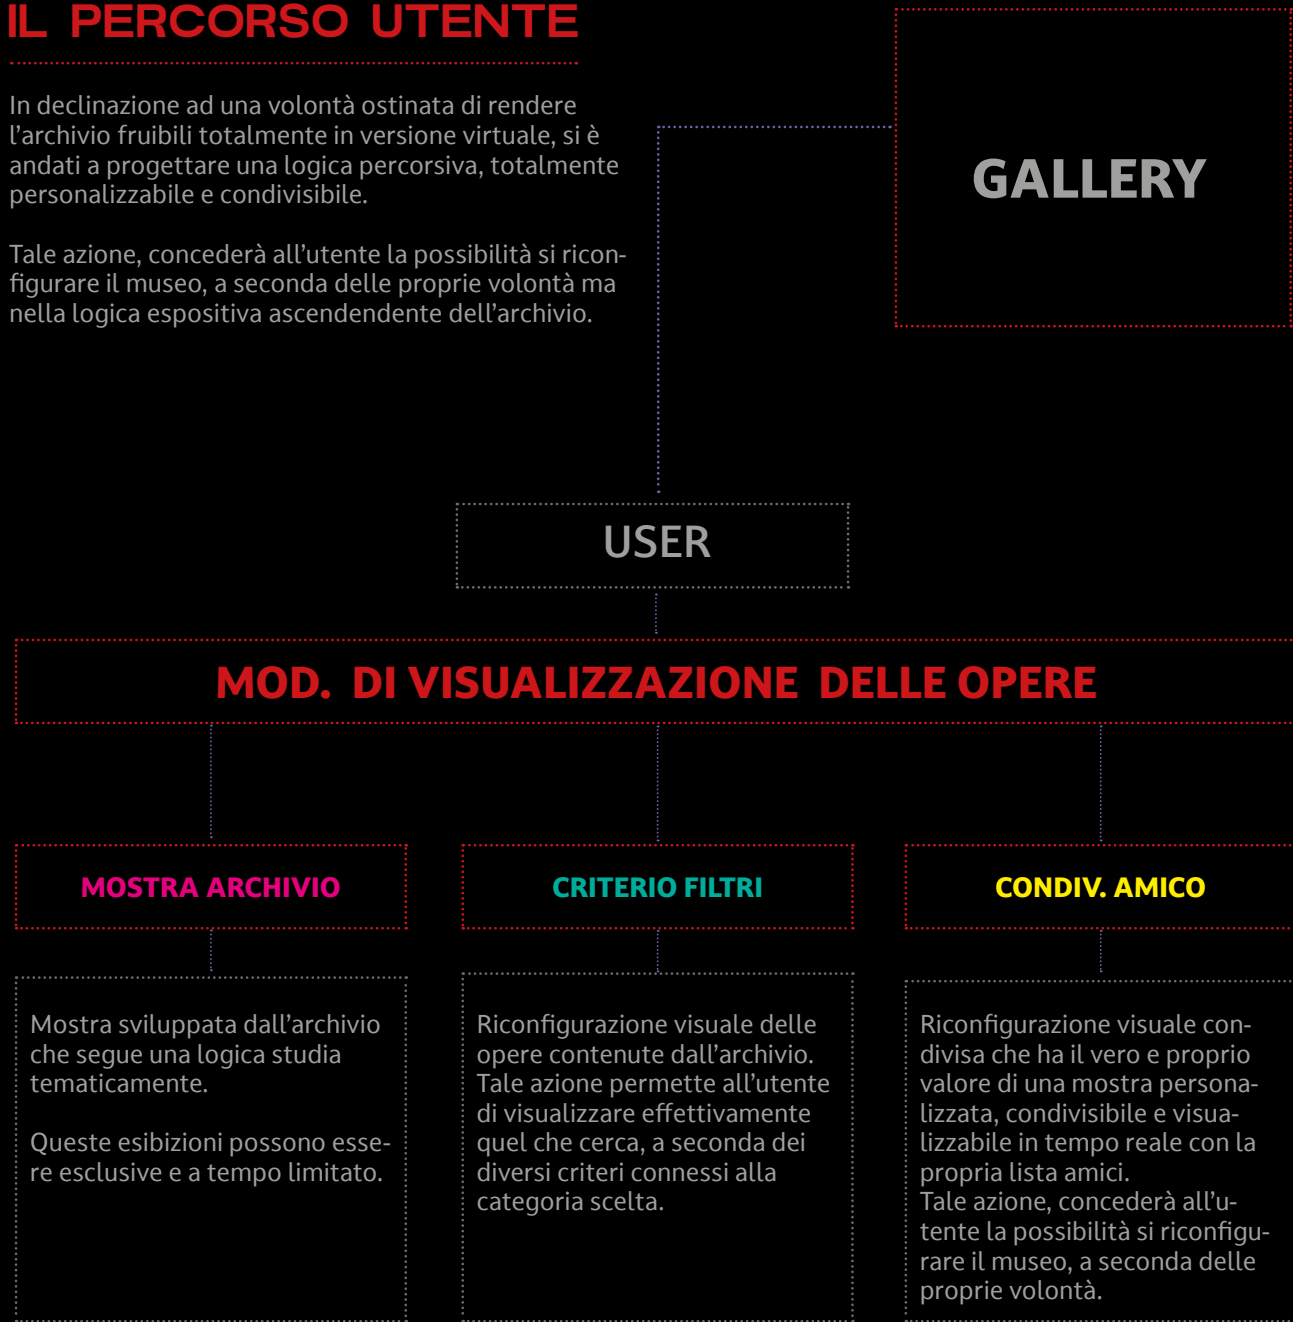 IL PERCORSO UTENTE
In declinazione ad una volontà ostinata di rendere
l’archivio fruibili totalmente in versione virtuale, si è
andati a progettare una logica percorsiva, totalmente
personalizzabile e condivisibile.
Tale azione, concederà all’utente la possibilità si ricon-
figurare il museo, a seconda delle proprie volontà ma
nella logica espositiva ascendendente dell’archivio.
GALLERY
USER
MOD. DI VISUALIZZAZIONE DELLE OPERE
MOSTRA ARCHIVIO
Mostra sviluppata dall’archivio
che segue una logica studia
tematicamente.
Queste esibizioni possono esse-
re esclusive e a tempo limitato.
CRITERIO FILTRI
Riconfigurazione visuale delle
opere contenute dall’archivio.
Tale azione permette all’utente
di visualizzare effettivamente
quel che cerca, a seconda dei
diversi criteri connessi alla
categoria scelta.
CONDIV. AMICO
Riconfigurazione visuale con-
divisa che ha il vero e proprio
valore di una mostra persona-
lizzata, condivisibile e visua-
lizzabile in tempo reale con la
propria lista amici.
Tale azione, concederà all’u-
tente la possibilità si riconfigu-
rare il museo, a seconda delle
proprie volontà.